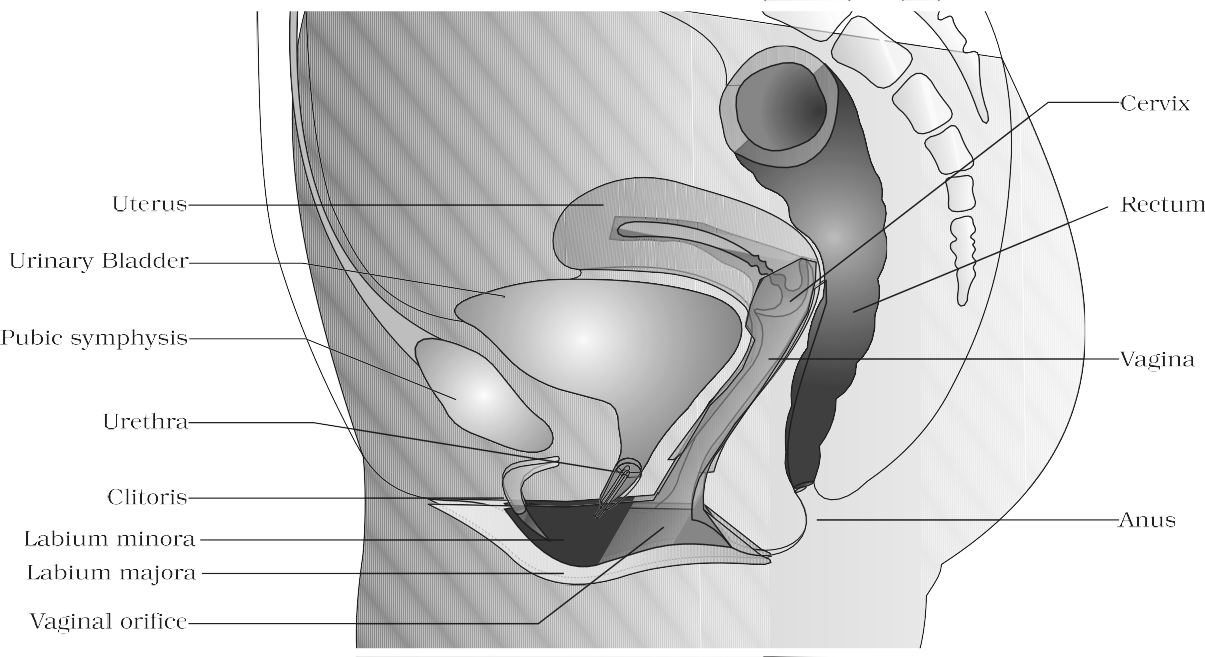 Uterus
Urinary Bladder
Pubic symphysis
Urethra
Clitoris
Labium minora
Labium majora
Vaginal orifice
Cervix
Rectum
Vagina
Anus